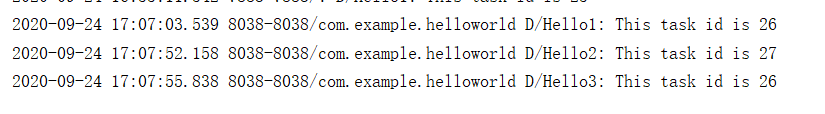 2020-09-24 17:07:03.539 8038-8038/com.example.helloworld D/Hello1: This task id is 26
2020-09-24 17:07:52.158 8038-8038/com.example.helloworld D/Hello2: This task id is 27
2020-09-24 17:07:55.838 8038-8038/com.example.helloworld D/Hello3: This task id is 26